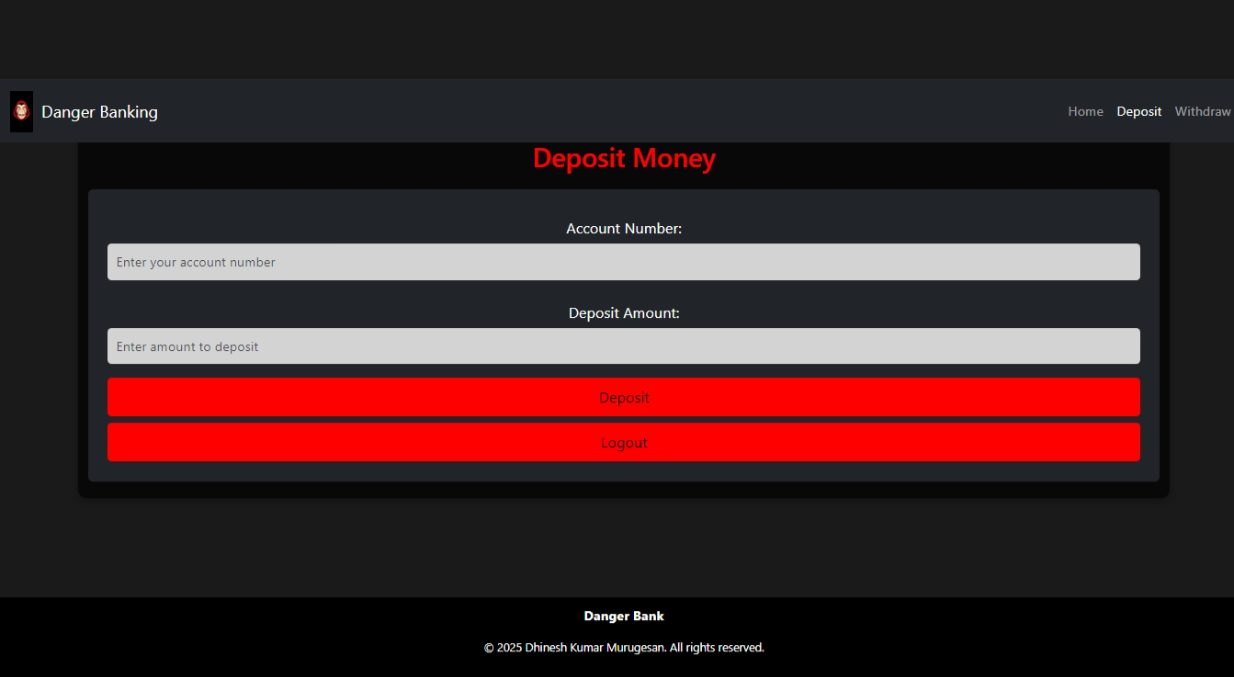 Danger Banking
Home Deposit Withdraw
Deposit Money
Account Number:
Enter your account number
Deposit Amount:
Enter amount to deposit
Deposit
Logout
Danger Bank
© 2025 Dhinesh Kumar Murugesan. All rights reserved.